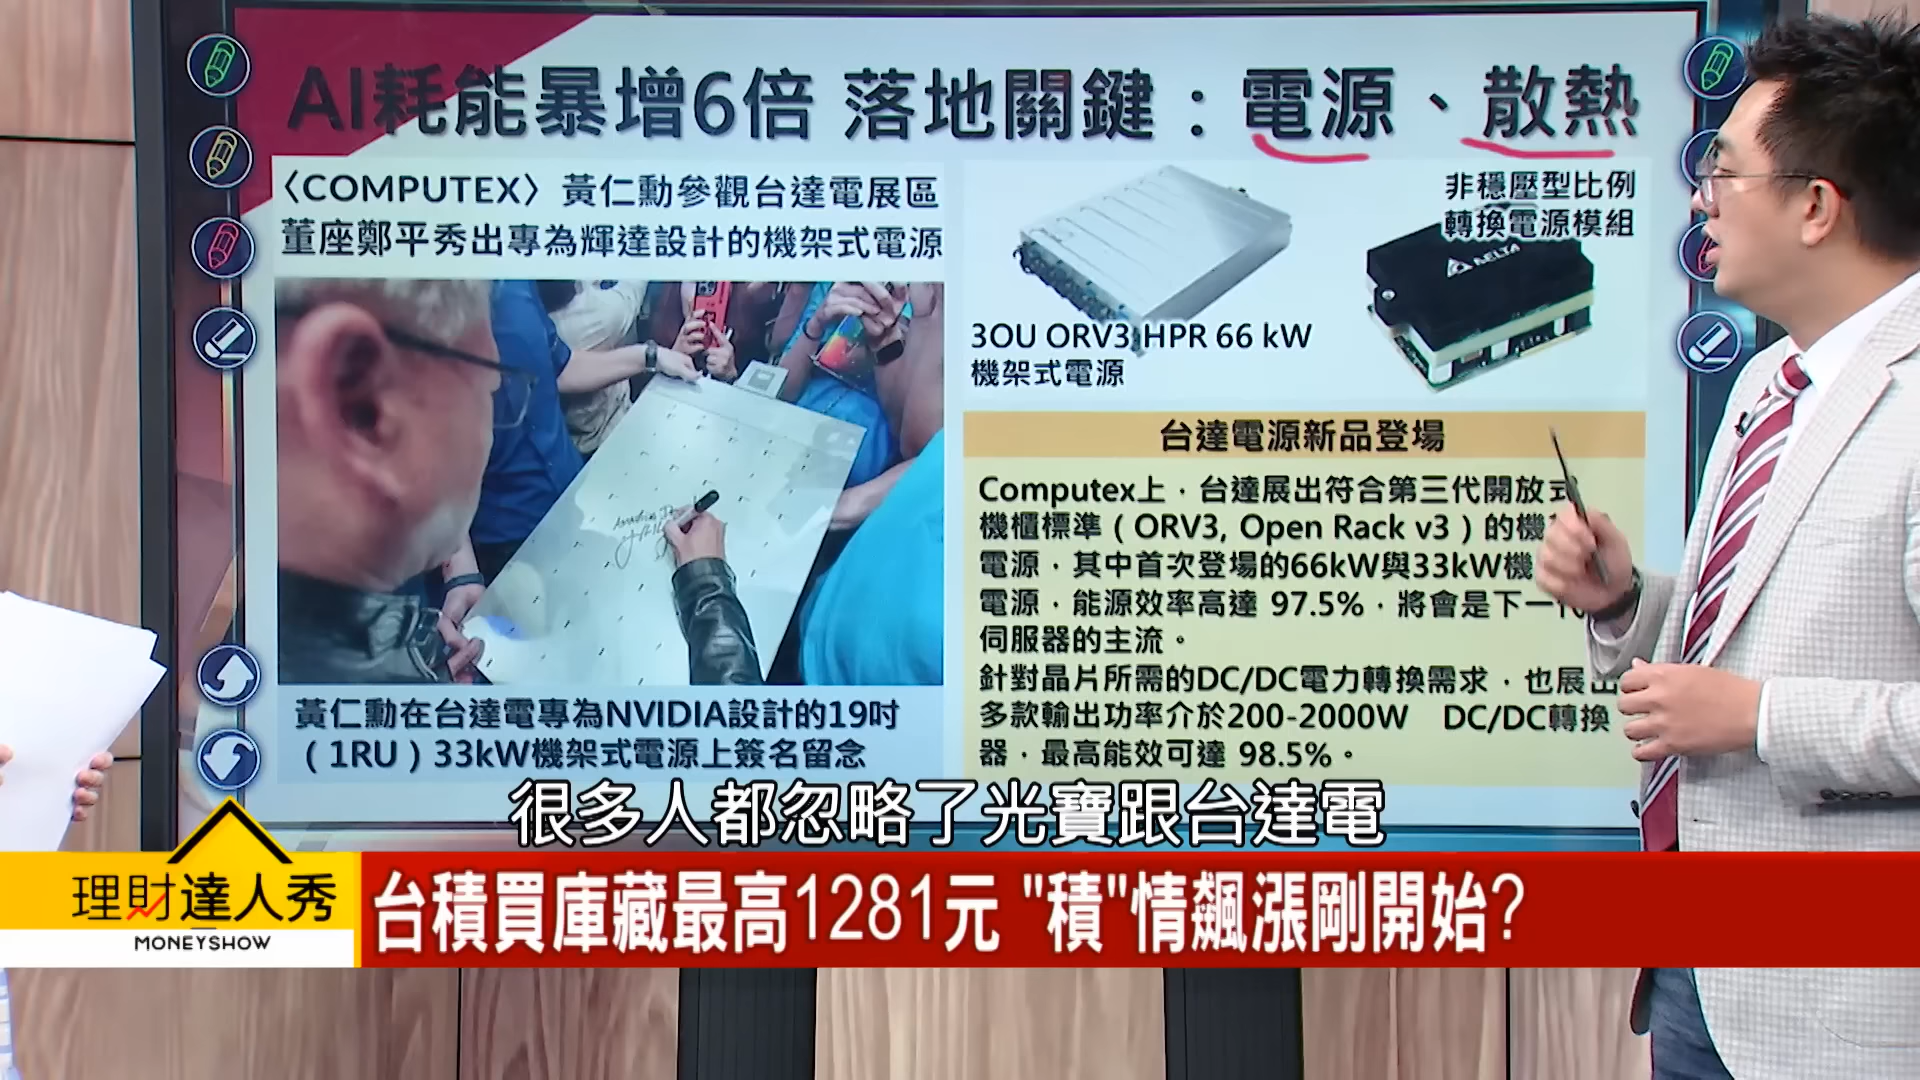 AI耗能暴增6倍 落地關鍵：電源、散熱
〈COMPUTEX〉黃仁勳參觀台達電展區
董座鄭平秀出專為輝達設計的機架式電源
黃仁勳在台達電專為NVIDIA設計的19吋
（1RU）33kW機架式電源上簽名留念
非穩壓型比例
轉換電源模組
DELTA
3OU ORV3 HPR 66 kW
機架式電源
台達電源新品登場
Computex上，台達展出符合第三代開放式
機櫃標準（ORV3, Open Rack v3）的機
電源，其中首次登場的66kW與33kW機
電源，能源效率高達 97.5%，將會是下一代
伺服器的主流。
針對晶片所需的DC/DC電力轉換需求，也展出
多款輸出功率介於200-2000W DC/DC轉換
器，最高能效可達 98.5%。
很多人都忽略了光寶跟台達電
理財達人秀
MONEYSHOW
台積買庫藏最高1281元 "積"情飆漲剛開始?